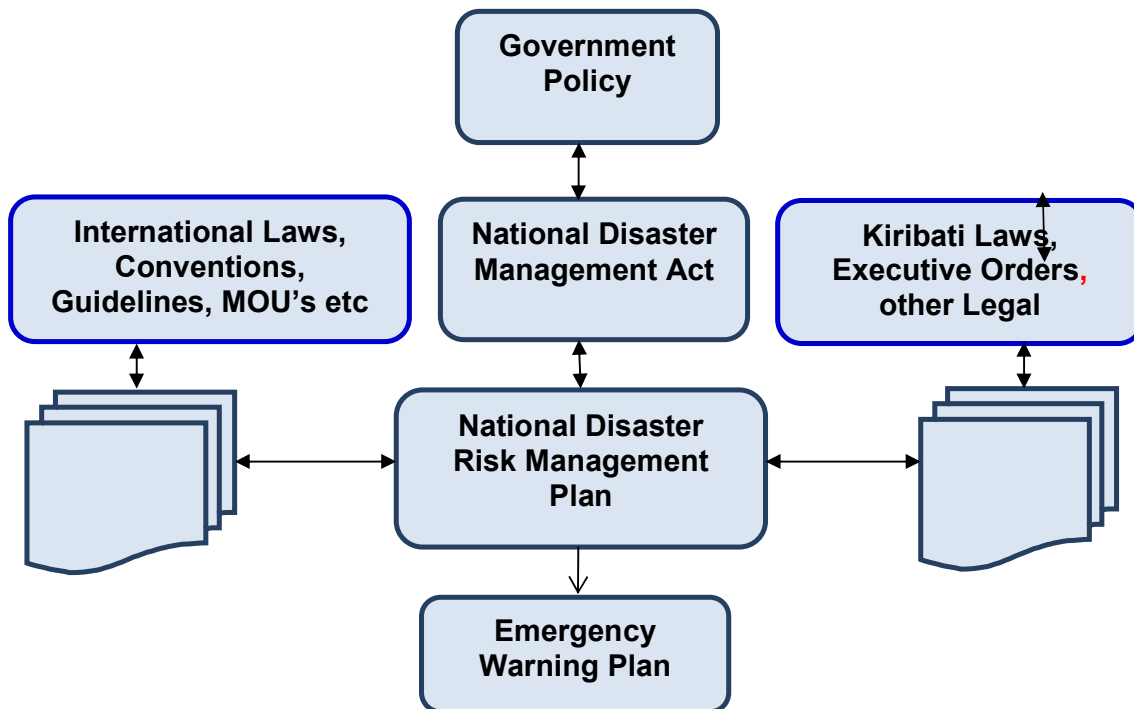 Government
Policy
International Laws,
Conventions,
Guidelines, MOU’s etc
National Disaster
Management Act
Kiribati Laws,
Executive Orders,
other Legal
National Disaster
Risk Management
Plan
Emergency
Warning Plan